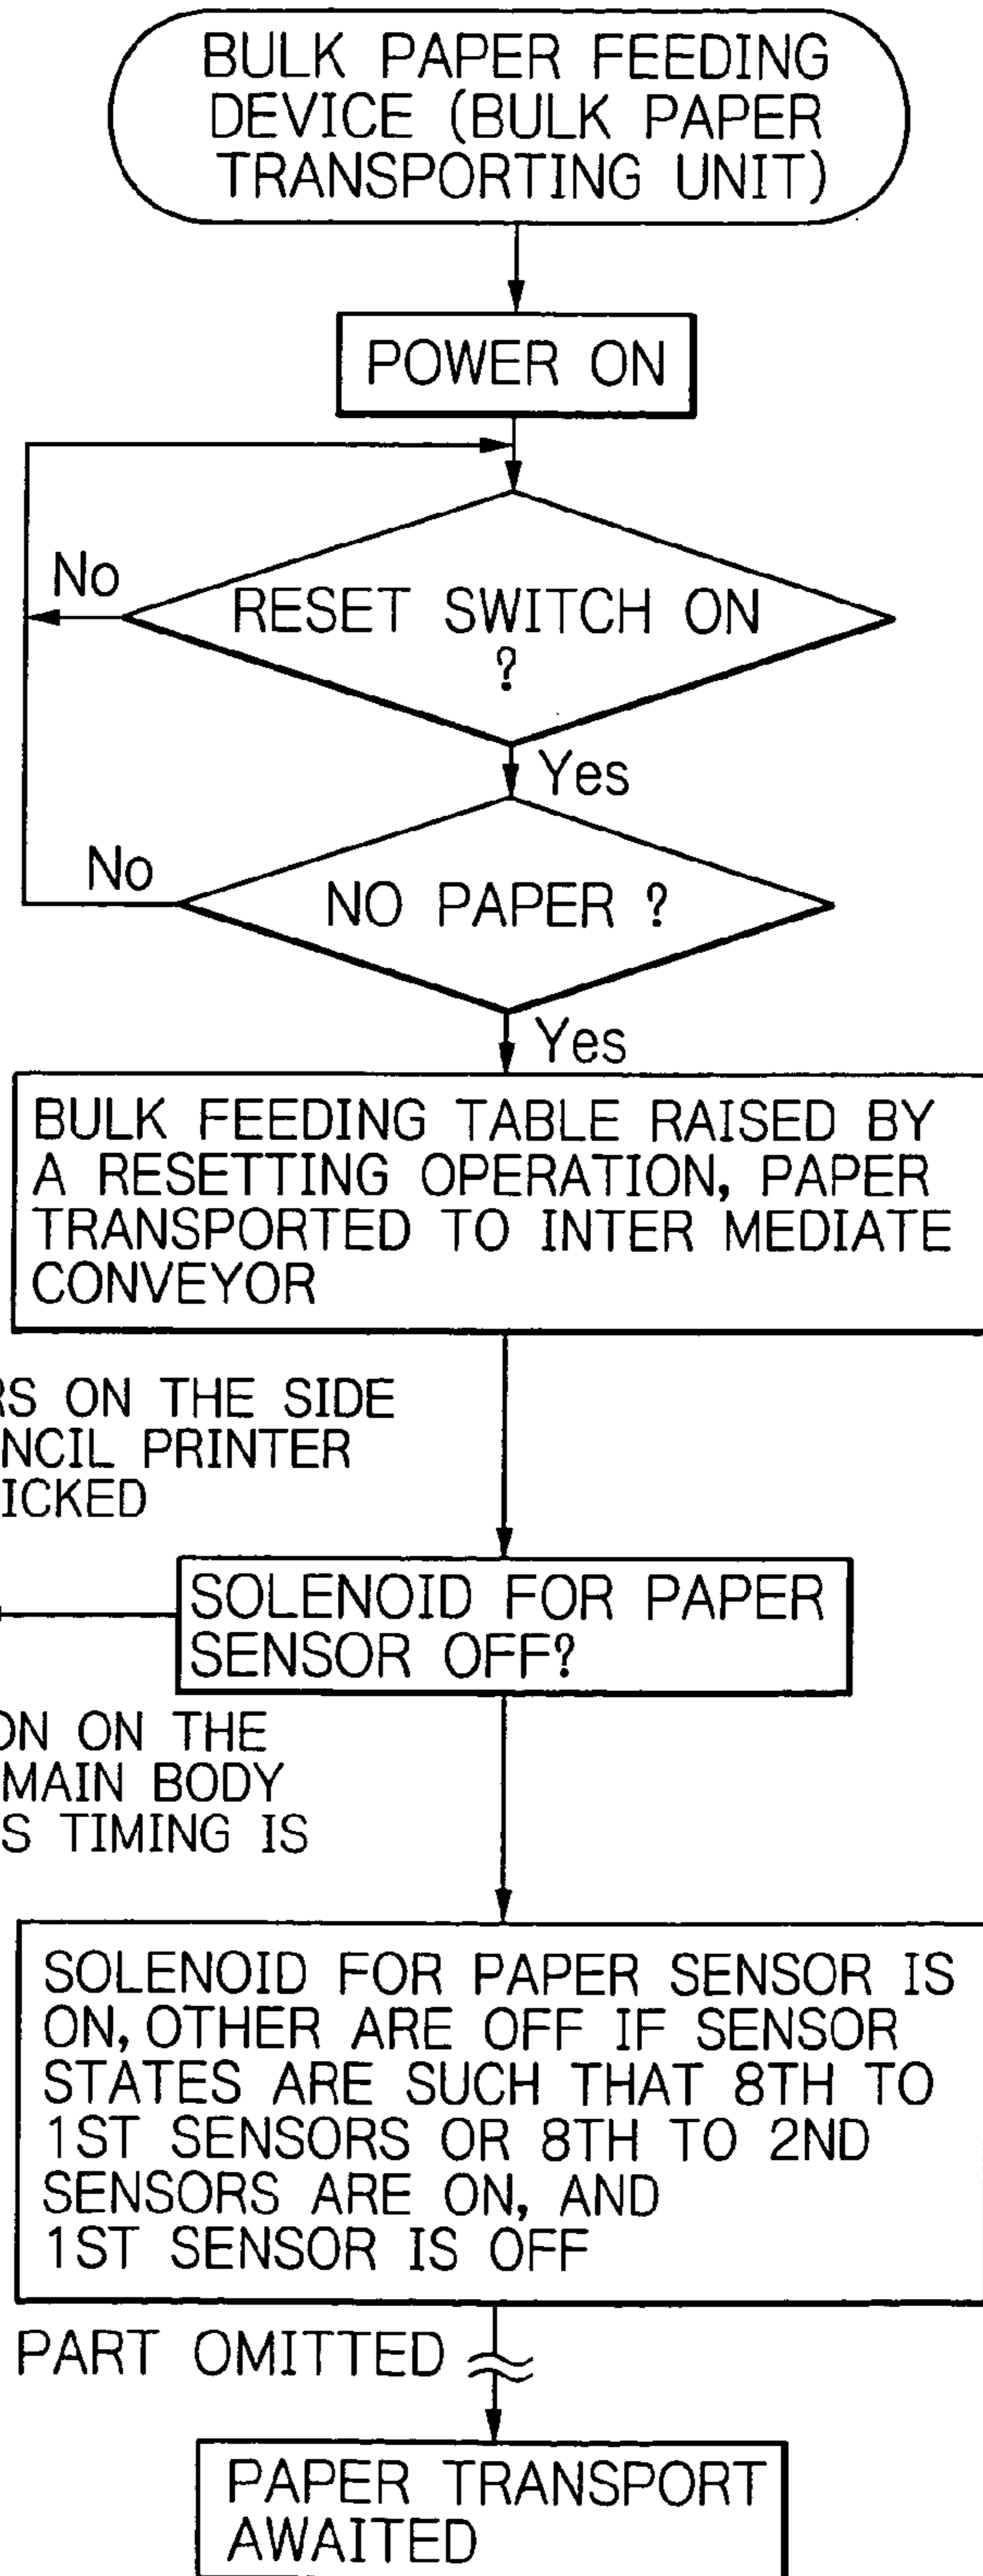 BULK PAPER FEEDING
DEVICE (BULK PAPER
TRANSPORTING UNIT)
POWER ON
No
RESET SWITCH ON
?
Yes
No
NO PAPER ?
Yes
BULK FEEDING TABLE RAISED BY
A RESETTING OPERATION, PAPER
TRANSPORTED TO INTER MEDIATE
CONVEYOR
RS ON THE SIDE
NCIL PRINTER
ICKED
SOLENOID FOR PAPER
SENSOR OFF?
ON ON THE
MAIN BODY
S TIMING IS
SOLENOID FOR PAPER SENSOR IS
ON, OTHER ARE OFF IF SENSOR
STATES ARE SUCH THAT 8TH TO
1ST SENSORS OR 8TH TO 2ND
SENSORS ARE ON, AND
1ST SENSOR IS OFF
PART OMITTED
PAPER TRANSPORT
AWAITED